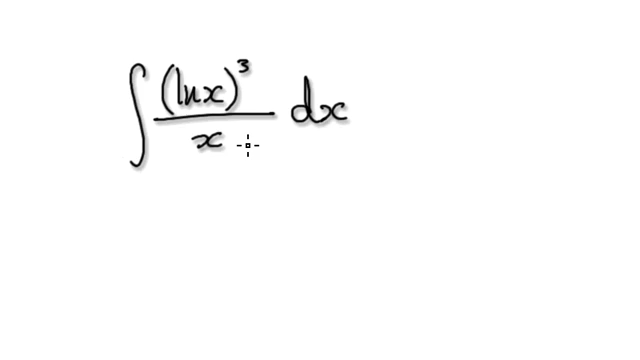 ∫ (lnx)³/x dx